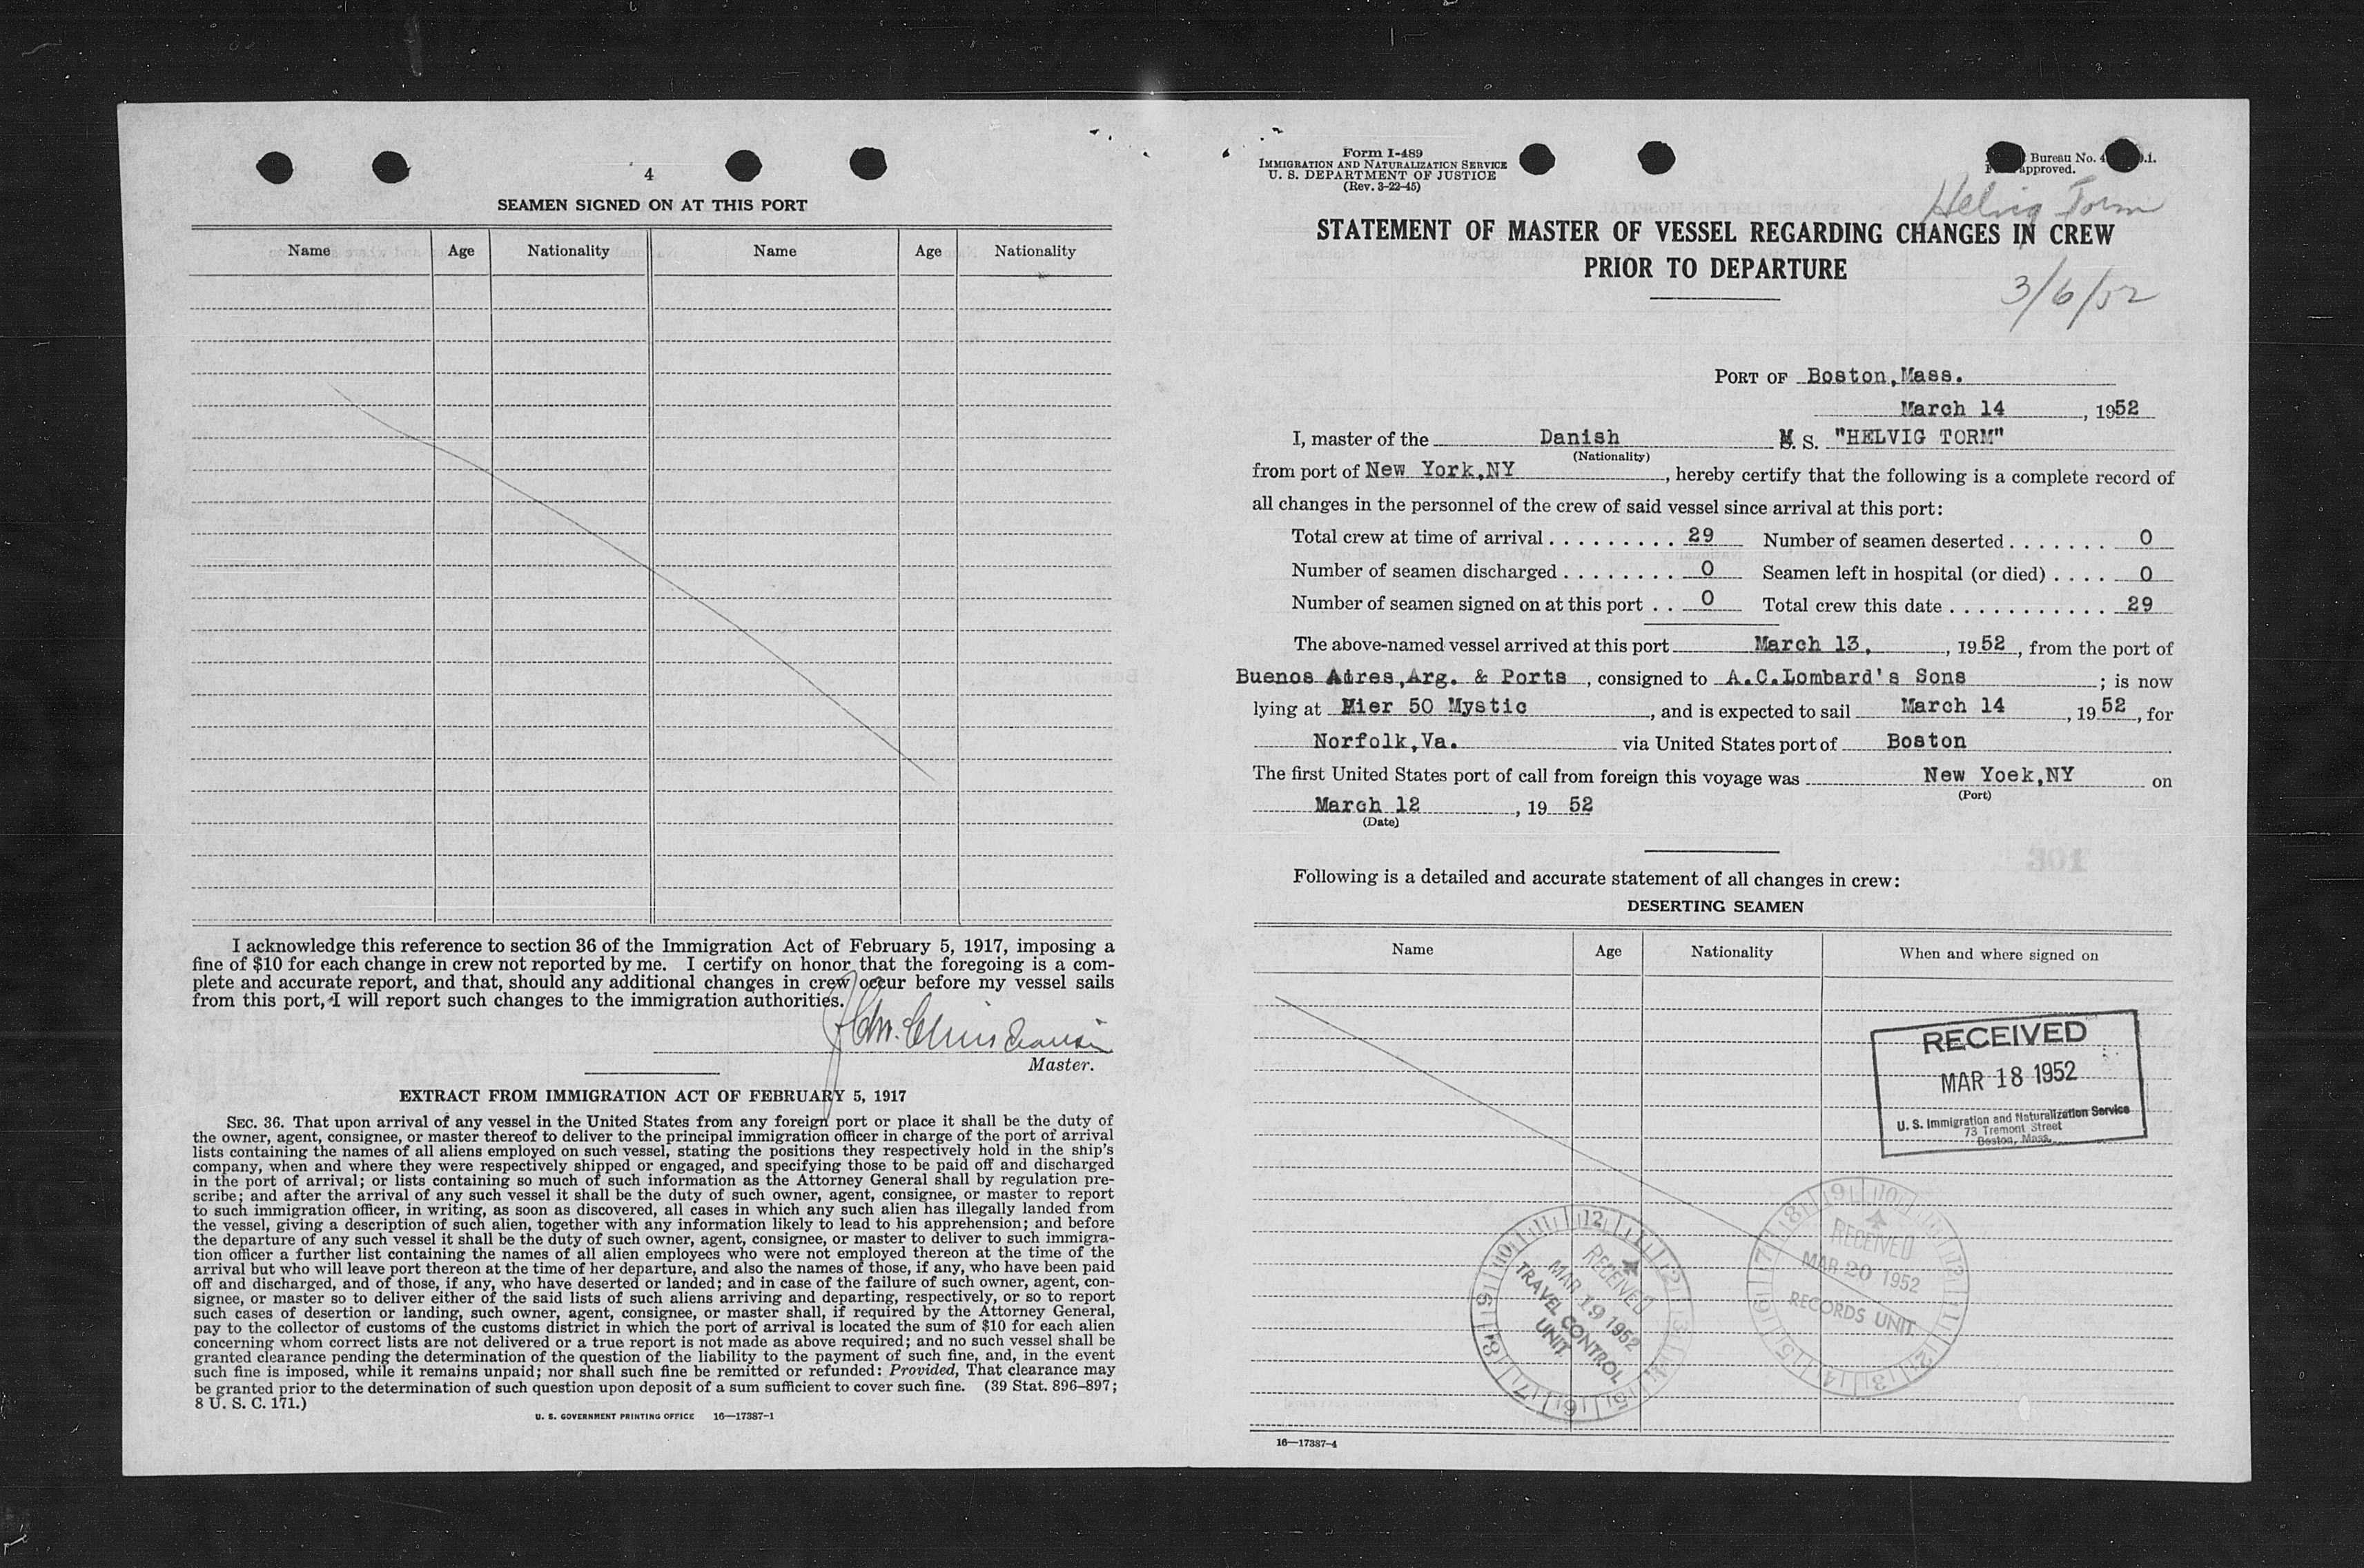 4
SEAMEN SIGNED ON AT THIS PORT
Name Age Nationality Name Age Nationality
I acknowledge this reference to section 36 of the Immigration Act of February 5, 1917, imposing a
fine of $10 for each change in crew not reported by me. I certify on honor that the foregoing is a com-
plete and accurate report, and that, should any additional changes in crew occur before my vessel sails
from this port, I will report such changes to the immigration authorities.
Master.
EXTRACT FROM IMMIGRATION ACT OF FEBRUARY 5, 1917
SEC. 36. That upon arrival of any vessel in the United States from any foreign port or place it shall be the duty of
the owner, agent, consignee, or master thereof to deliver to the principal immigration officer in charge of the port of arrival
lists containing the names of all aliens employed on such vessel, stating the positions they respectively hold in the ship's
company, when and where they were respectively shipped or engaged, and specifying those to be paid off and discharged
in the port of arrival; or lists containing so much of such information as the Attorney General shall by regulation pre-
scribe; and after the arrival of any such vessel it shall be the duty of such owner, agent, consignee, or master to report
to such immigration officer, in writing, as soon as discovered, all cases in which any such alien has illegally landed from
the vessel, giving a description of such alien, together with any information likely to lead to his apprehension; and before
the departure of any such vessel it shall be the duty of such owner, agent, consignee, or master to deliver to such immigra-
tion officer a further list containing the names of all alien employees who were not employed thereon at the time of the
arrival but who will leave port thereon at the time of her departure, and also the names of those, if any, who have been paid
off and discharged, and of those, if any, who have deserted or landed; and in case of the failure of such owner, agent, con-
signee, or master so to deliver either of the said lists of such aliens arriving and departing, respectively, or so to report
such cases of desertion or landing, such owner, agent, consignee, or master shall, if required by the Attorney General,
pay to the collector of customs of the customs district in which the port of arrival is located the sum of $10 for each alien
concerning whom correct lists are not delivered or a true report is not made as above required; and no such vessel shall be
granted clearance pending the determination of the question of the liability to the payment of such fine, and, in the event
such fine is imposed, while it remains unpaid; nor shall such fine be remitted or refunded: Provided, That clearance may
be granted prior to the determination of such question upon deposit of a sum sufficient to cover such fine. (39 Stat. 896–897;
8 U. S. C. 171.)
U. S. GOVERNMENT PRINTING OFFICE 16—17387-1
Form I-489
IMMIGRATION AND NATURALIZATION SERVICE
U. S. DEPARTMENT OF JUSTICE
(Rev. 3-22-45)
Bureau No.
approved.
Helvig Torm
STATEMENT OF MASTER OF VESSEL REGARDING CHANGES IN CREW
PRIOR TO DEPARTURE
3/6/52
PORT OF Boston, Mass.
March 14, 1952
I, master of the Danish M. S. "HELVIG TORM"
(Nationality)
from port of New York, NY, hereby certify that the following is a complete record of
all changes in the personnel of the crew of said vessel since arrival at this port:
Total crew at time of arrival . . . . . . . . . 29 Number of seamen deserted . . . . . . . 0
Number of seamen discharged . . . . . . . . 0 Seamen left in hospital (or died) . . . . 0
Number of seamen signed on at this port . . 0 Total crew this date . . . . . . . . . . . 29
The above-named vessel arrived at this port March 13, , 1952, from the port of
Buenos Aires, Arg. & Ports, consigned to A.C.Lombard's Sons; is now
lying at Mier 50 Mystic, and is expected to sail March 14, 1952, for
Norfolk, Va. via United States port of Boston
The first United States port of call from foreign this voyage was New Yoek, NY on
(Port)
March 12, 1952
(Date)
Following is a detailed and accurate statement of all changes in crew:
DESERTING SEAMEN
Name Age Nationality When and where signed on
RECEIVED
MAR 18 1952
U. S. Immigration and Naturalization Service
73 Tremont Street
Boston, Mass.
RECEIVED
MAR 19 1952
TRAVEL CONTROL
UNIT
RECEIVED
MAR 20 1952
RECORDS UNIT
16—17387-4